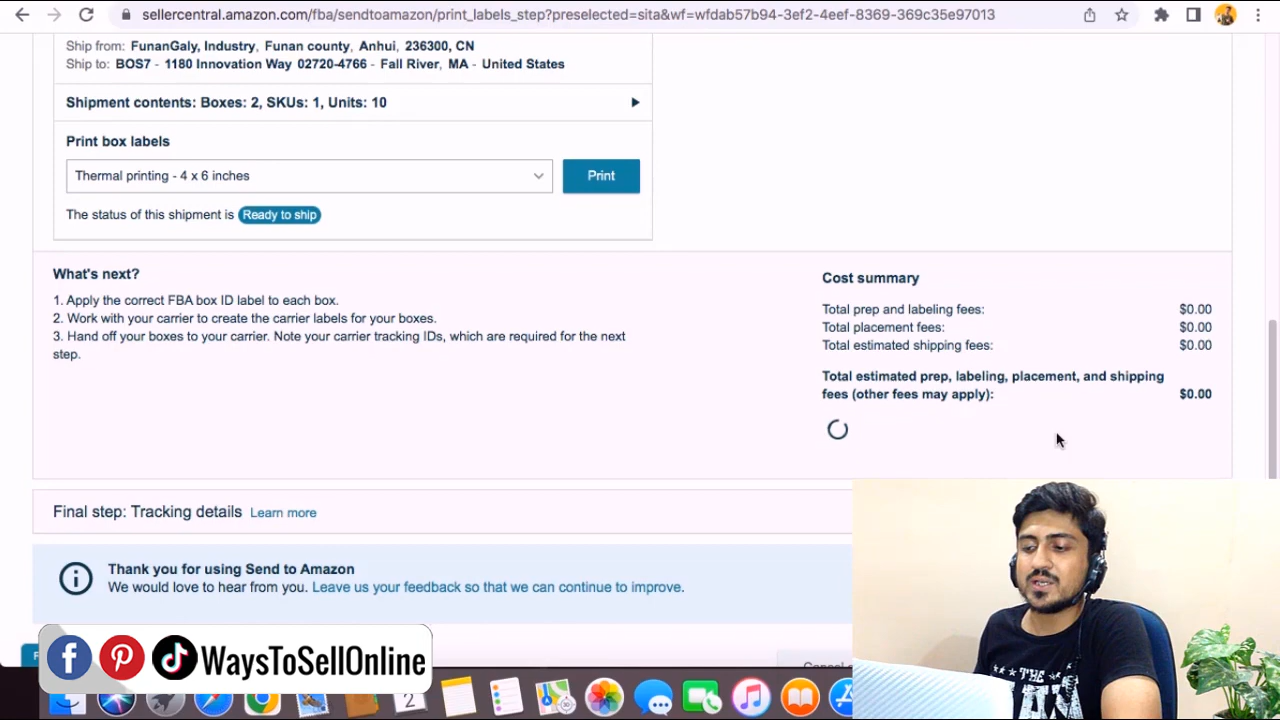 sellercentral.amazon.com/fba/sendtoamazon/print_labels_step?preselected=sita&wf=wfdab57b94-3ef2-4eef-8369-369c35e97013
Ship from: FunanGaly, Industry, Funan county, Anhui, 236300, CN
Ship to: BOS7 - 1180 Innovation Way 02720-4766 - Fall River, MA - United States
Shipment contents: Boxes: 2, SKUs: 1, Units: 10
Print box labels
Thermal printing - 4 x 6 inches
Print
The status of this shipment is Ready to ship
What's next?
1. Apply the correct FBA box ID label to each box.
2. Work with your carrier to create the carrier labels for your boxes.
3. Hand off your boxes to your carrier. Note your carrier tracking IDs, which are required for the next
step.
Cost summary
Total prep and labeling fees: $0.00
Total placement fees: $0.00
Total estimated shipping fees: $0.00
Total estimated prep, labeling, placement, and shipping
fees (other fees may apply): $0.00
Final step: Tracking details Learn more
Thank you for using Send to Amazon
We would love to hear from you. Leave us your feedback so that we can continue to improve.
WaysToSellOnline
2
THE